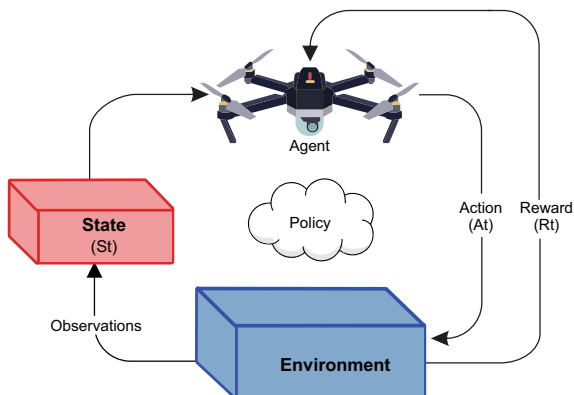 Agent
State
(St)
Policy
Action
(At)
Reward
(Rt)
Observations
Environment